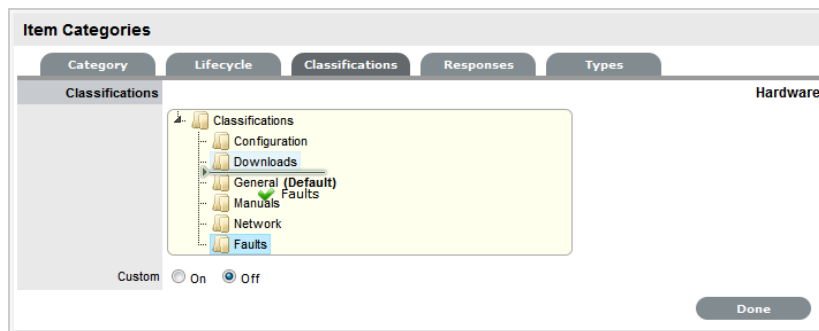 Item Categories
Category Lifecycle Classifications Responses Types
Classifications Hardware
Classifications
Configuration
Downloads
General (Default)
Faults
Manuals
Network
Faults
Custom On Off
Done